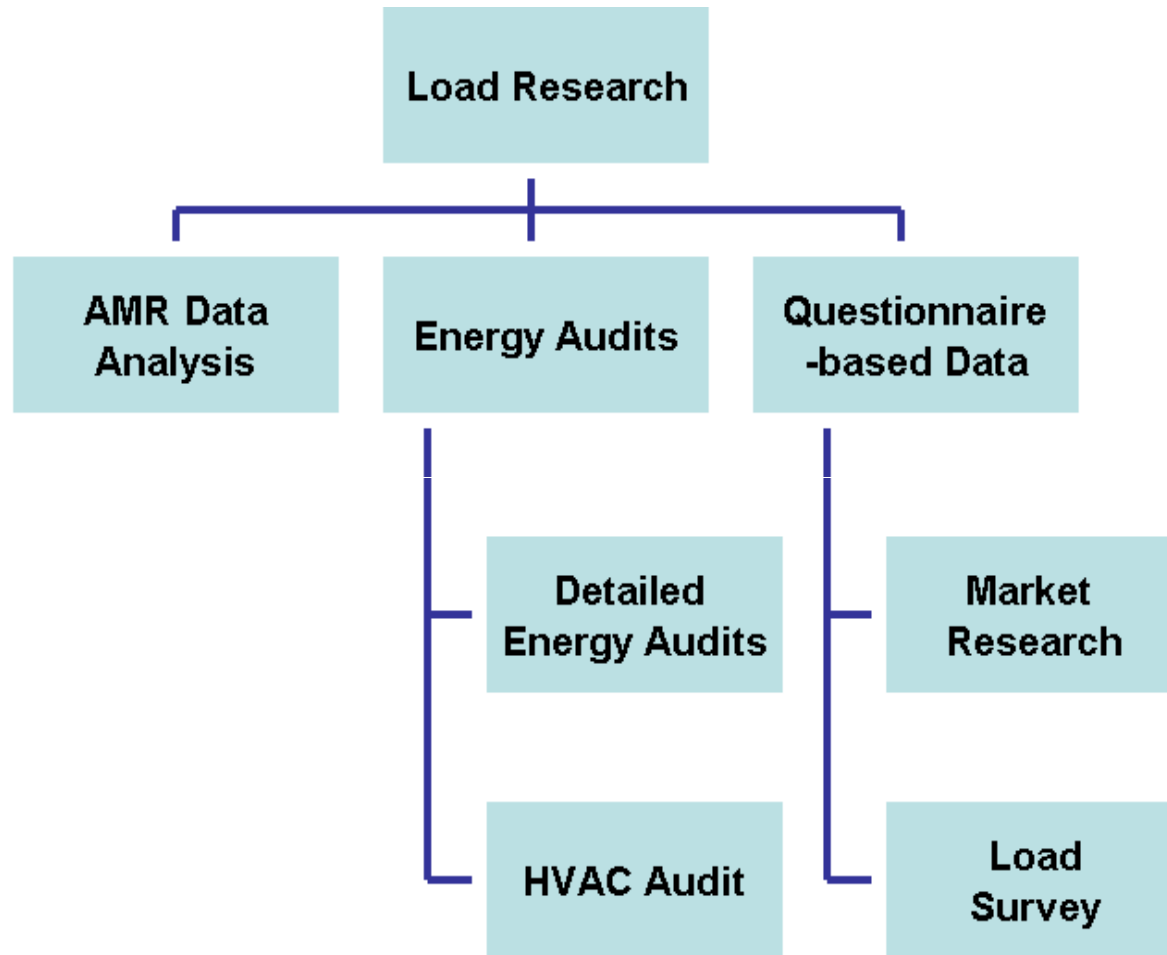 Load Research
AMR Data
Analysis
Energy Audits
Questionnaire
-based Data
Detailed
Energy Audits
Market
Research
HVAC Audit
Load
Survey